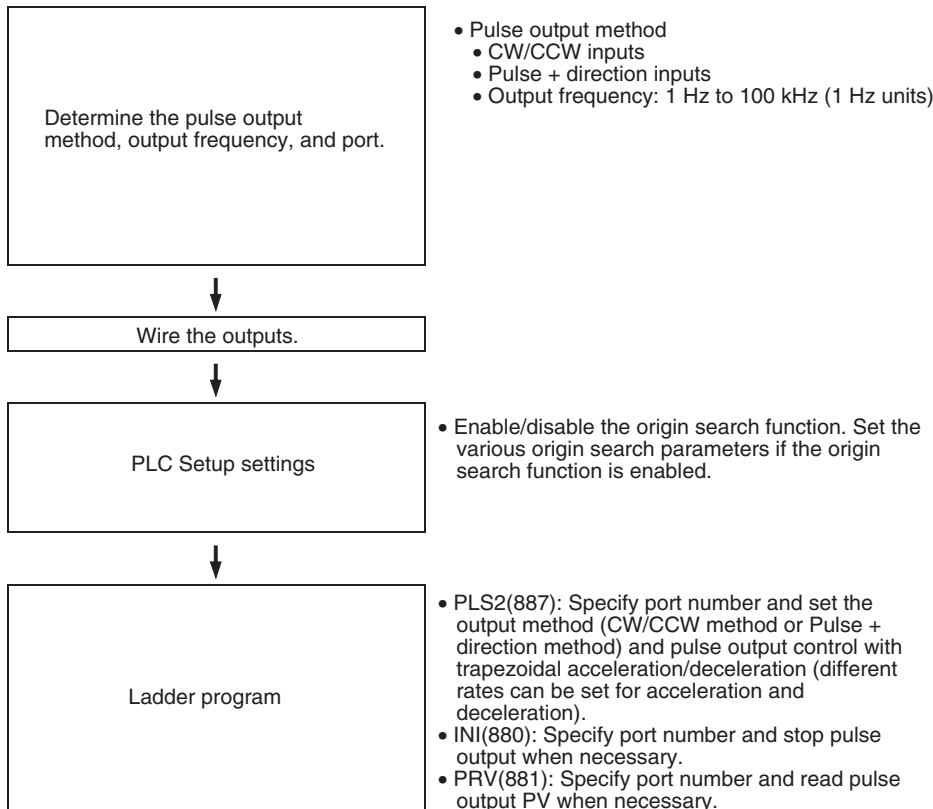 • Pulse output method
• CW/CCW inputs
• Pulse + direction inputs
• Output frequency: 1 Hz to 100 kHz (1 Hz units)
Determine the pulse output
method, output frequency, and port.
Wire the outputs.
PLC Setup settings
• Enable/disable the origin search function. Set the
various origin search parameters if the origin
search function is enabled.
Ladder program
• PLS2(887): Specify port number and set the
output method (CW/CCW method or Pulse +
direction method) and pulse output control with
trapezoidal acceleration/deceleration (different
rates can be set for acceleration and
deceleration).
• INI(880): Specify port number and stop pulse
output when necessary.
• PRV(881): Specify port number and read pulse
output PV when necessary.